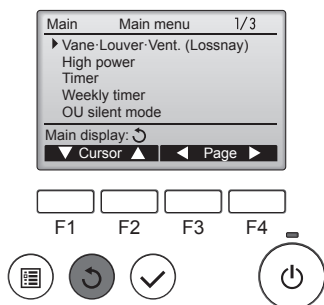 Main Main menu 1/3
Vane·Louver·Vent. (Lossnay)
High power
Timer
Weekly timer
OU silent mode
Main display:
Cursor Page
F1 F2 F3 F4